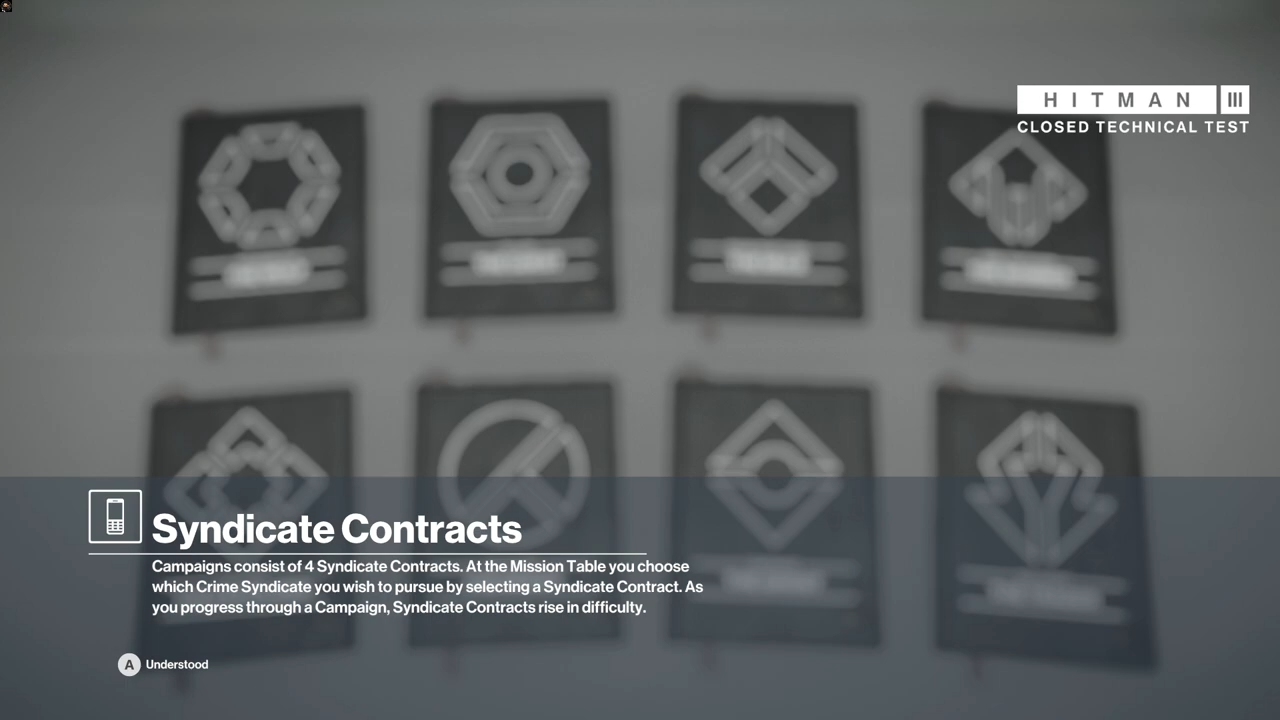 HITMAN III
CLOSED TECHNICAL TEST
Syndicate Contracts
Campaigns consist of 4 Syndicate Contracts. At the Mission Table you choose
which Crime Syndicate you wish to pursue by selecting a Syndicate Contract. As
you progress through a Campaign, Syndicate Contracts rise in difficulty.
A Understood